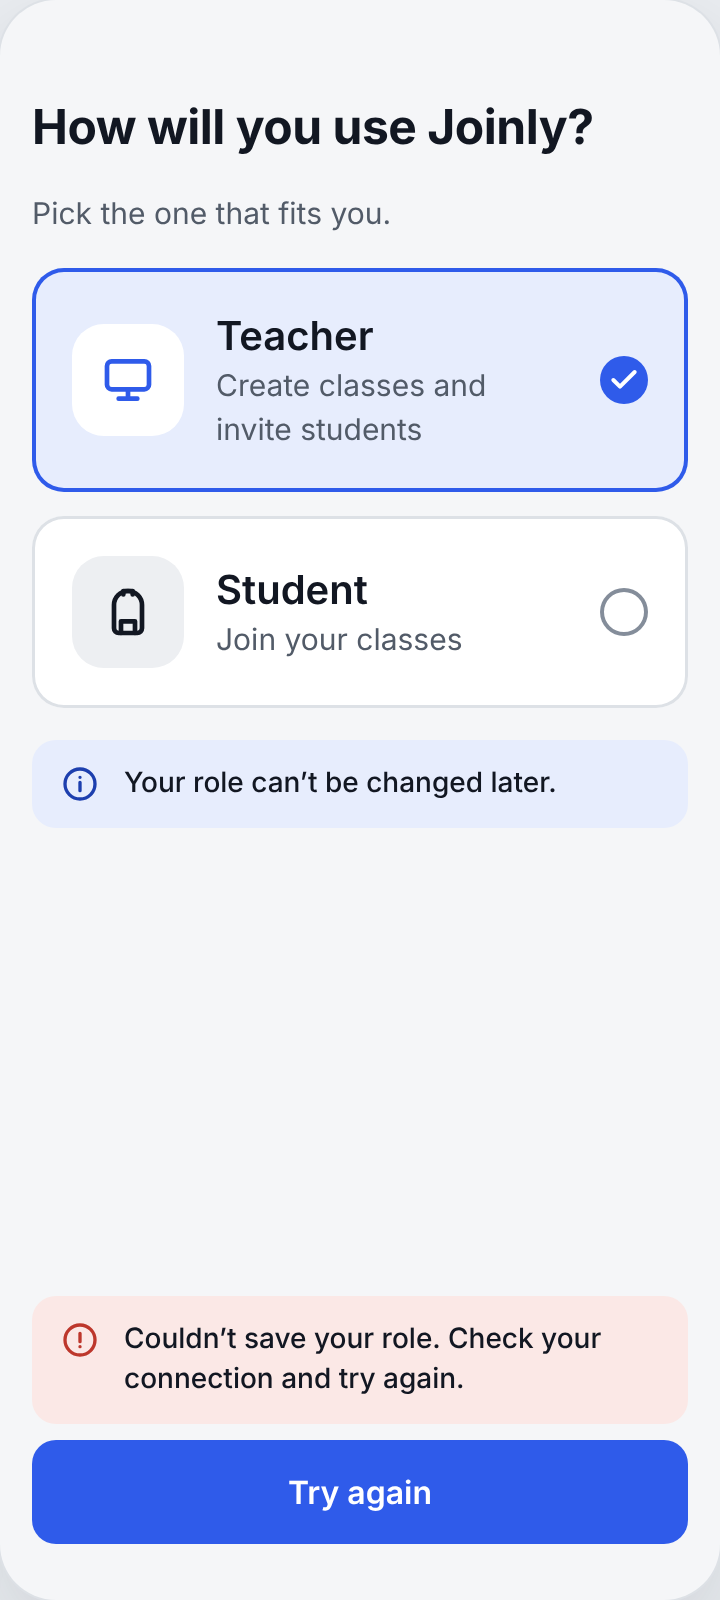 How will you use Joinly?
Pick the one that fits you.
Teacher
Create classes and
invite students
Student
Join your classes
Your role can’t be changed later.
Couldn’t save your role. Check your
connection and try again.
Try again